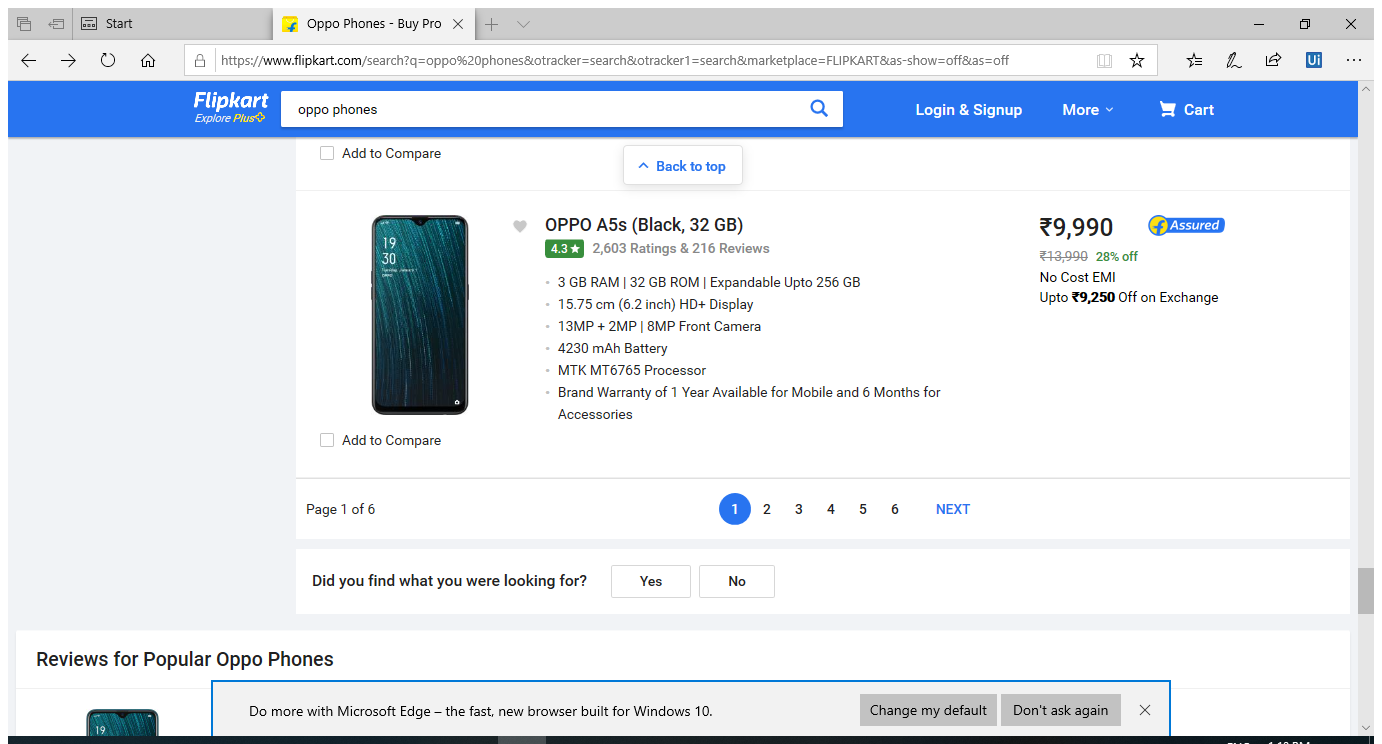 Start
Oppo Phones - Buy Pro
https://www.flipkart.com/search?q=oppo%20phones&otracker=search&otracker1=search&marketplace=FLIPKART&as-show=off&as=off
Ui
Flipkart
Explore Plus
oppo phones
Login & Signup
More
Cart
Add to Compare
Back to top
19
30
OPPO A5s (Black, 32 GB)
4.3★ 2,603 Ratings & 216 Reviews
3 GB RAM | 32 GB ROM | Expandable Upto 256 GB
15.75 cm (6.2 inch) HD+ Display
13MP + 2MP | 8MP Front Camera
4230 mAh Battery
MTK MT6765 Processor
Brand Warranty of 1 Year Available for Mobile and 6 Months for
Accessories
₹9,990
f Assured
₹13,990 28% off
No Cost EMI
Upto ₹9,250 Off on Exchange
Add to Compare
Page 1 of 6
1 2 3 4 5 6 NEXT
Did you find what you were looking for? Yes No
Reviews for Popular Oppo Phones
19
Do more with Microsoft Edge – the fast, new browser built for Windows 10. Change my default Don't ask again